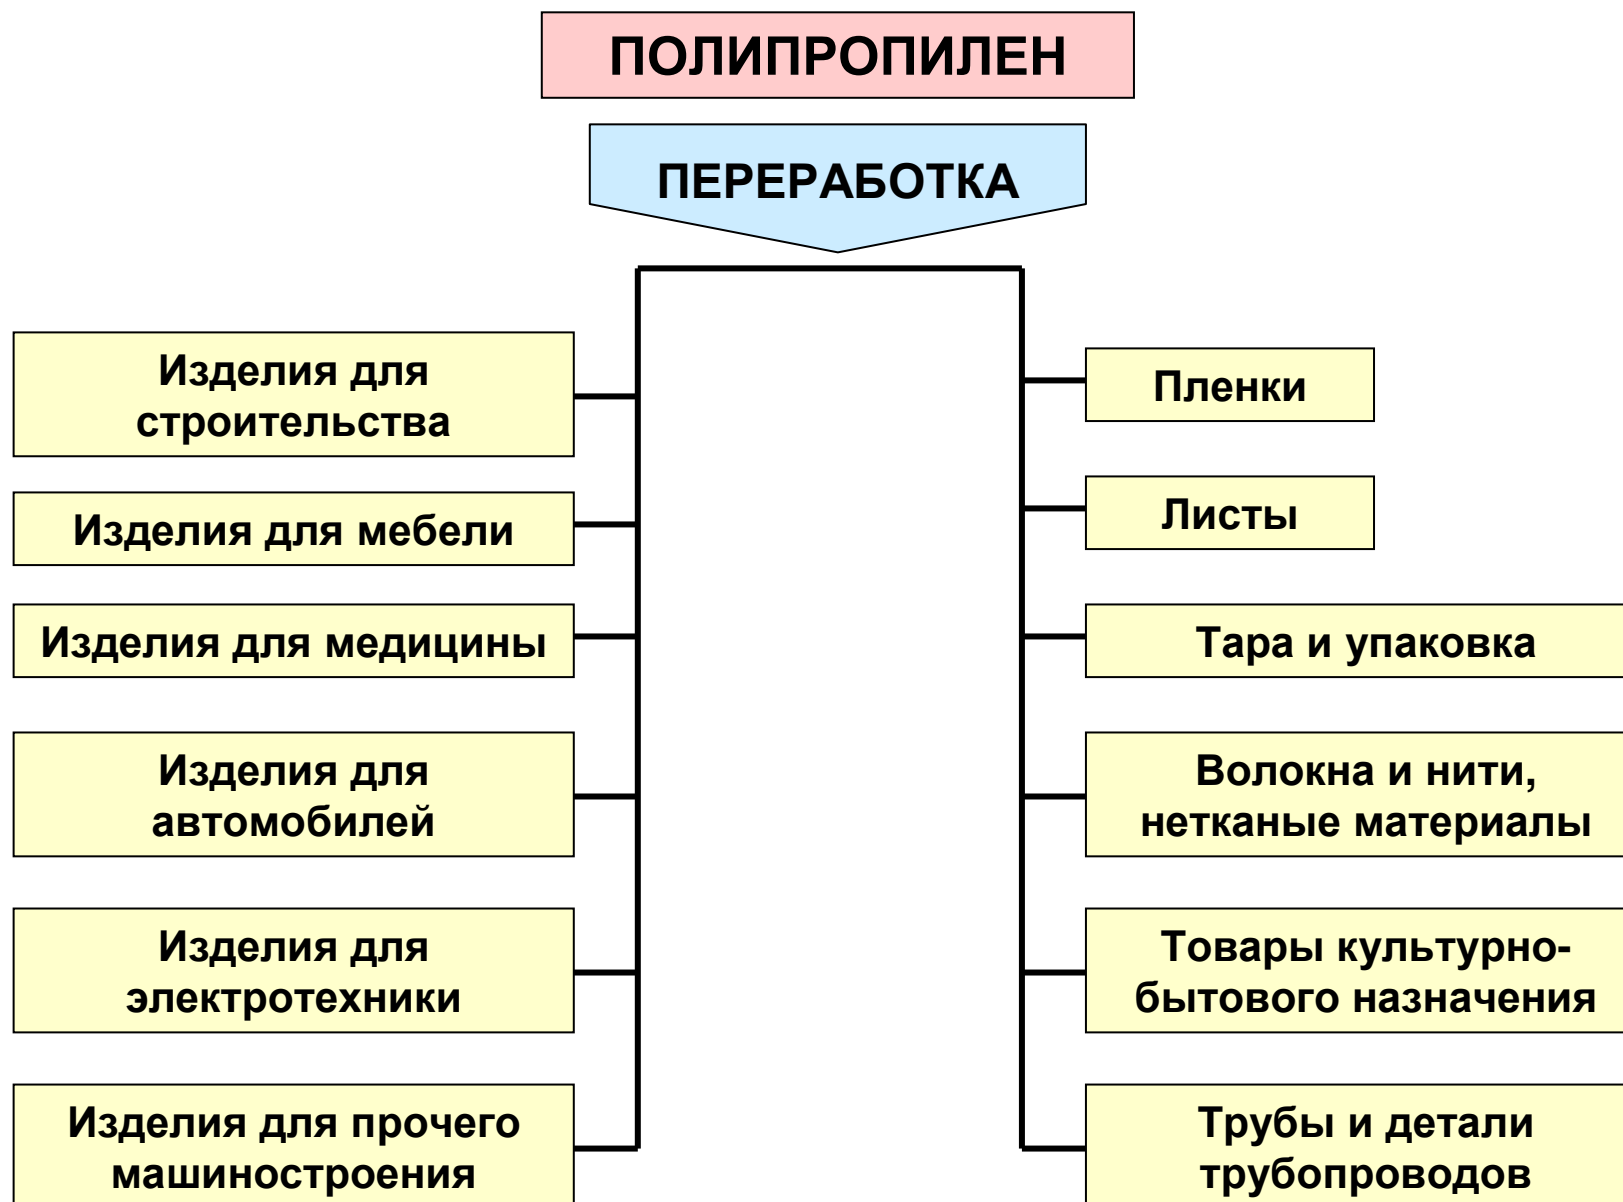 ПОЛИПРОПИЛЕН
ПЕРЕРАБОТКА
Изделия для
строительства
Изделия для мебели
Изделия для медицины
Изделия для
автомобилей
Изделия для
электротехники
Изделия для прочего
машиностроения
Пленки
Листы
Тара и упаковка
Волокна и нити,
нетканые материалы
Товары культурно-
бытового назначения
Трубы и детали
трубопроводов